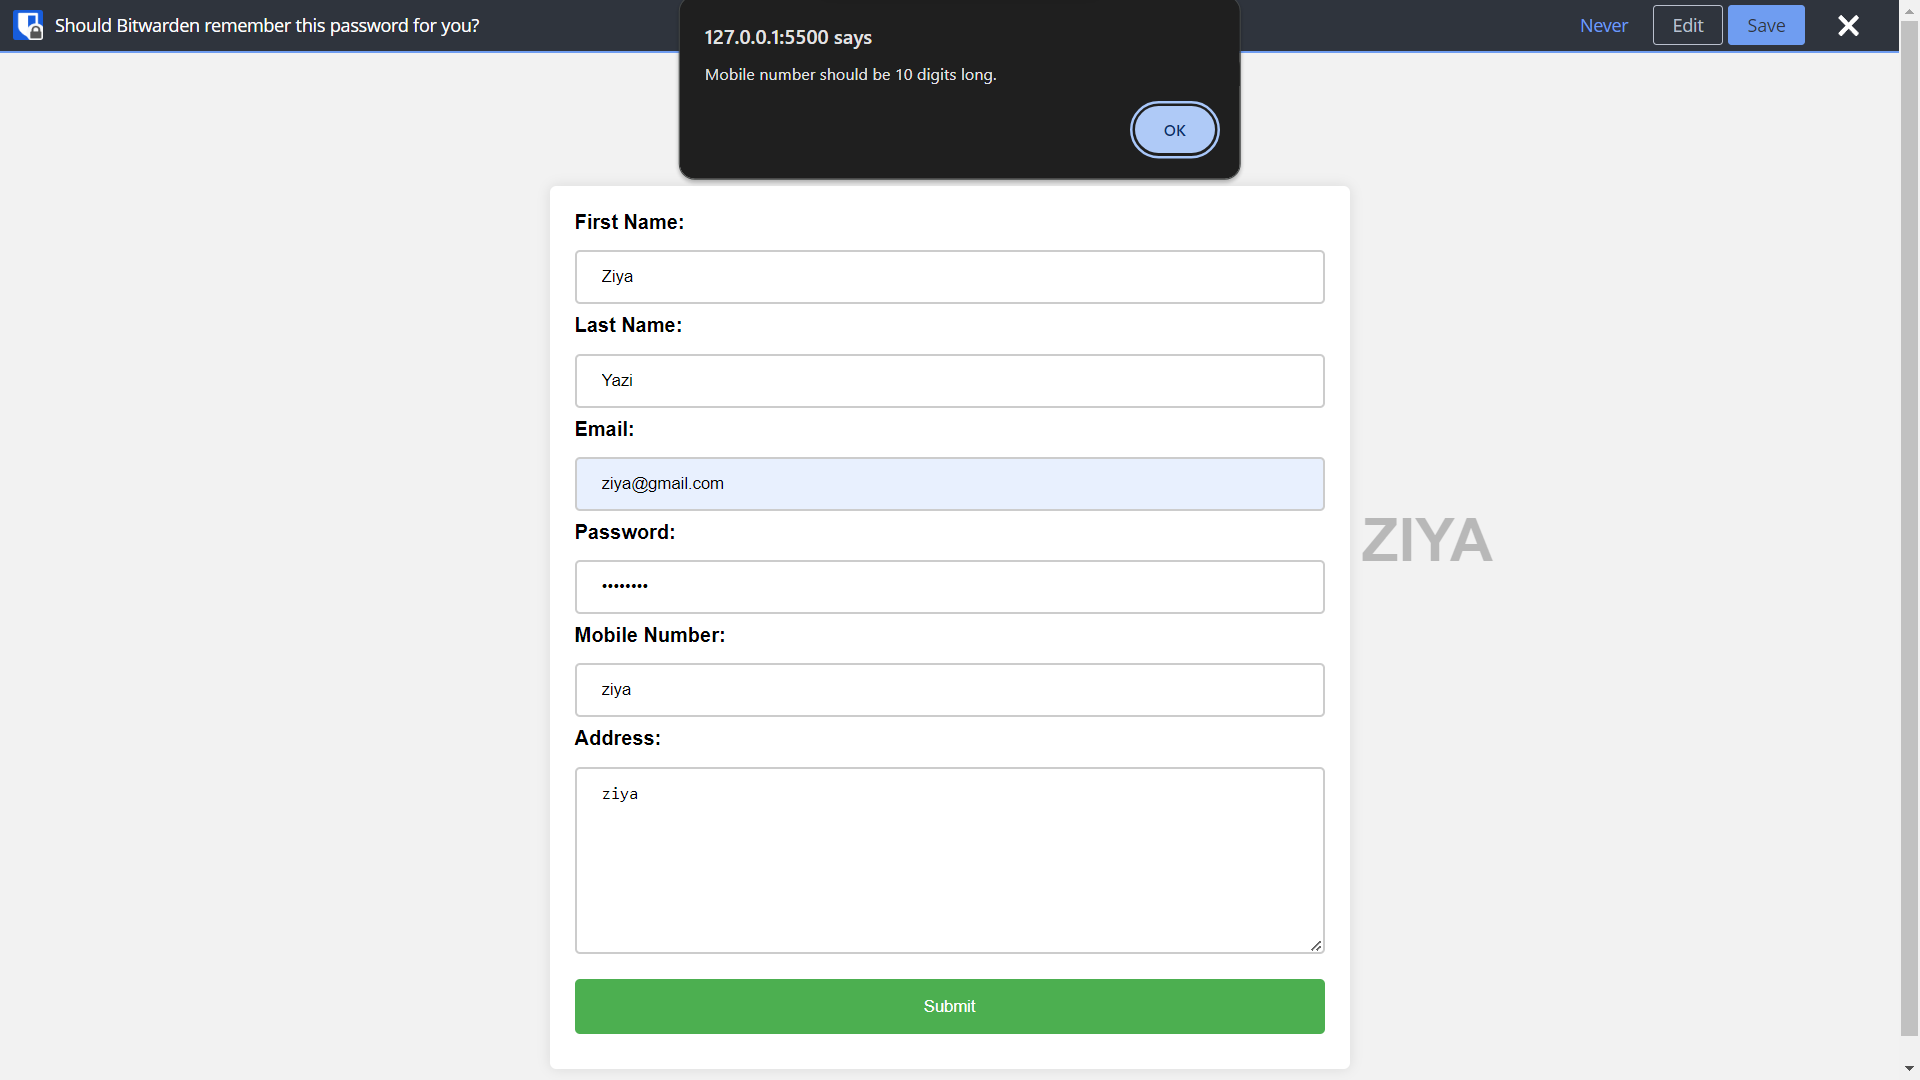 Should Bitwarden remember this password for you?
Never
Edit
Save
127.0.0.1:5500 says
Mobile number should be 10 digits long.
OK
First Name:
Ziya
Last Name:
Yazi
Email:
ziya@gmail.com
Password:
••••••••
Mobile Number:
ziya
Address:
ziya
Submit
ZIYA